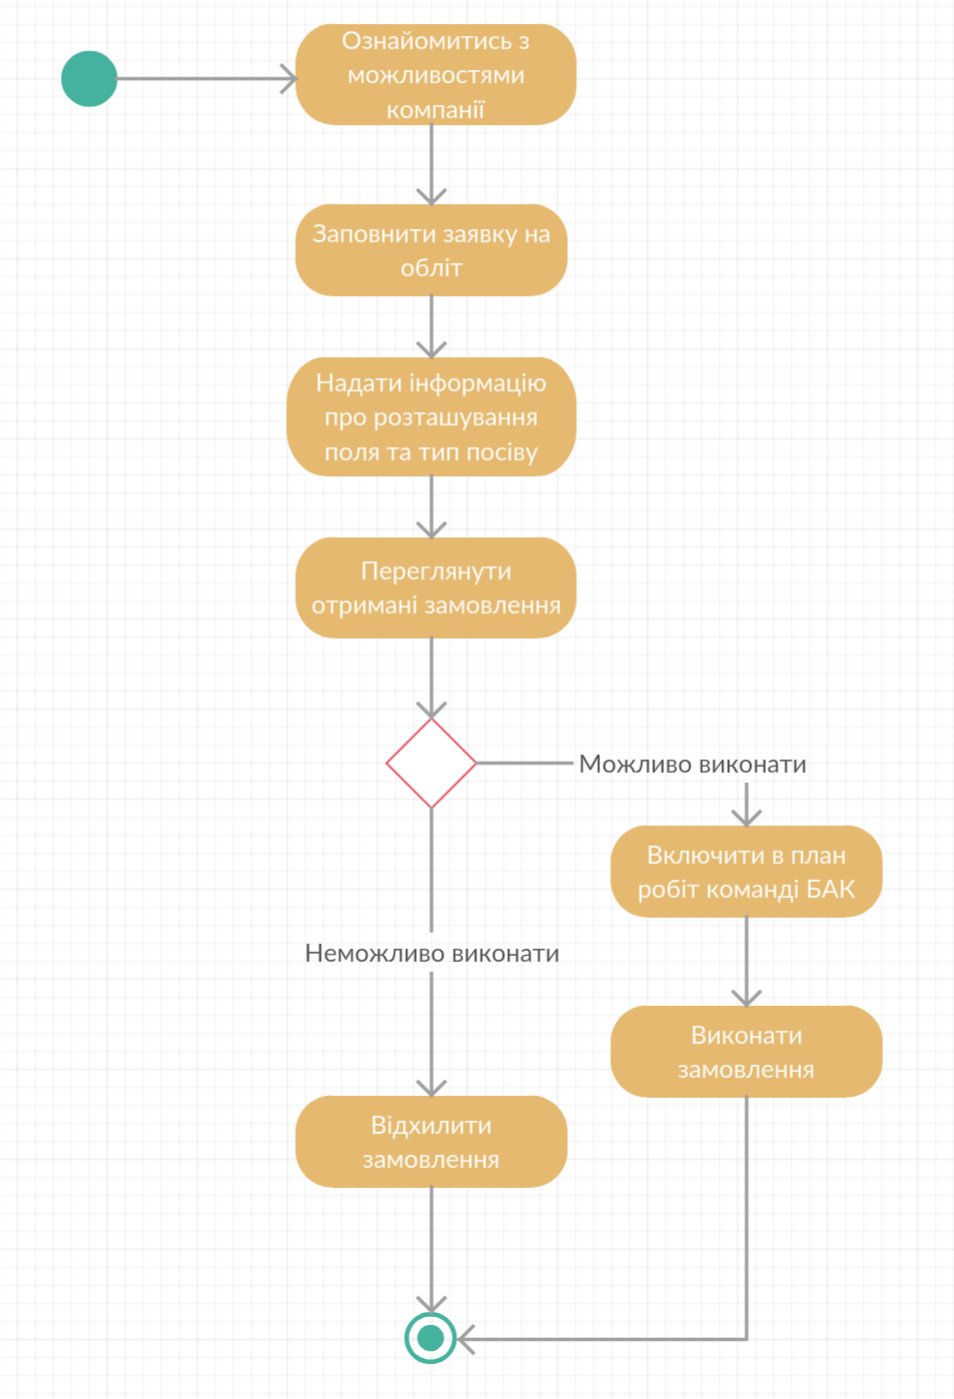 Ознайомитись з
можливостями
компанії
Заповнити заявку на
обліт
Надати інформацію
про розташування
поля та тип посіву
Переглянути
отримані замовлення
Можливо виконати
Включити в план
робіт команді БАК
Неможливо виконати
Виконати
замовлення
Відхилити
замовлення